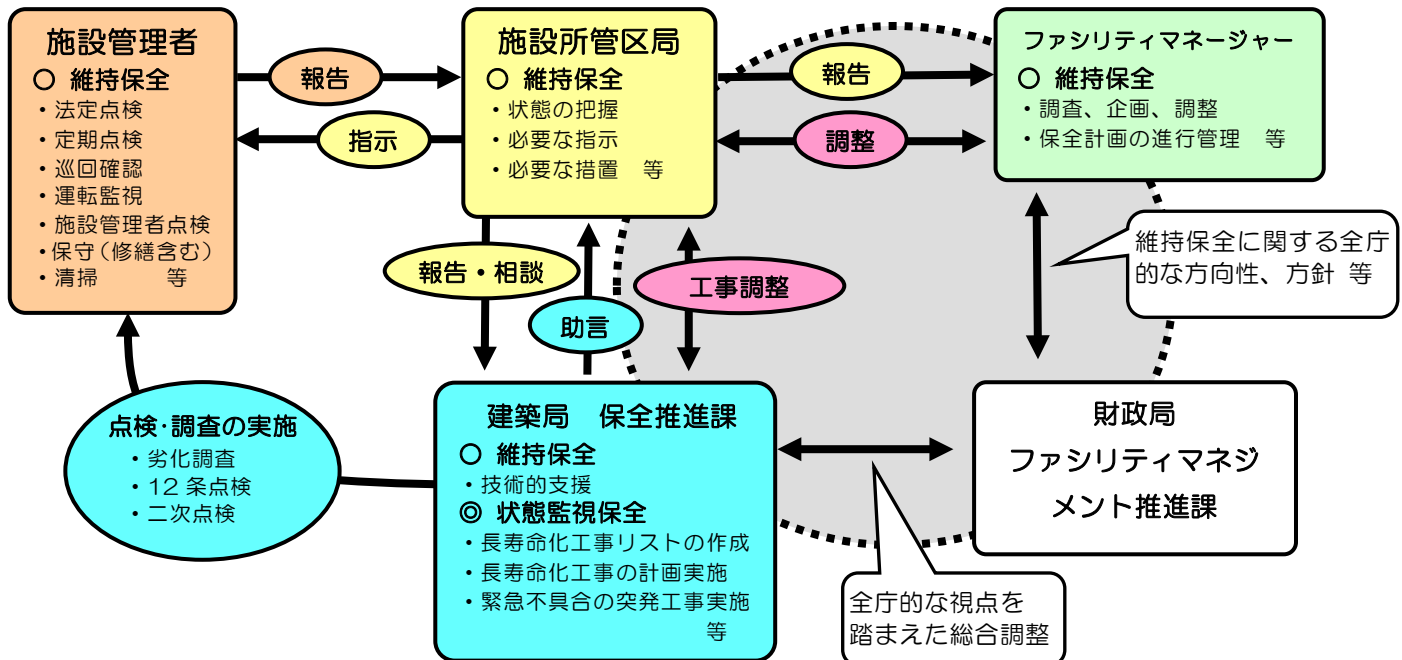 施設管理者
○ 維持保全
・法定点検
・定期点検
・巡回確認
・運転監視
・施設管理者点検
・保守（修繕含む）
・清掃　　　等
報告
指示
施設所管区局
○ 維持保全
・状態の把握
・必要な指示
・必要な措置　等
報告
調整
ファシリティマネージャー
○ 維持保全
・調査、企画、調整
・保全計画の進行管理　等
維持保全に関する全庁
的な方向性、方針 等
報告・相談
助言
工事調整
点検･調査の実施
・劣化調査
・12 条点検
・二次点検
建築局　保全推進課
○ 維持保全
・技術的支援
◎ 状態監視保全
・長寿命化工事リストの作成
・長寿命化工事の計画実施
・緊急不具合の突発工事実施
等
財政局
ファシリティマネジ
メント推進課
全庁的な視点を
踏まえた総合調整